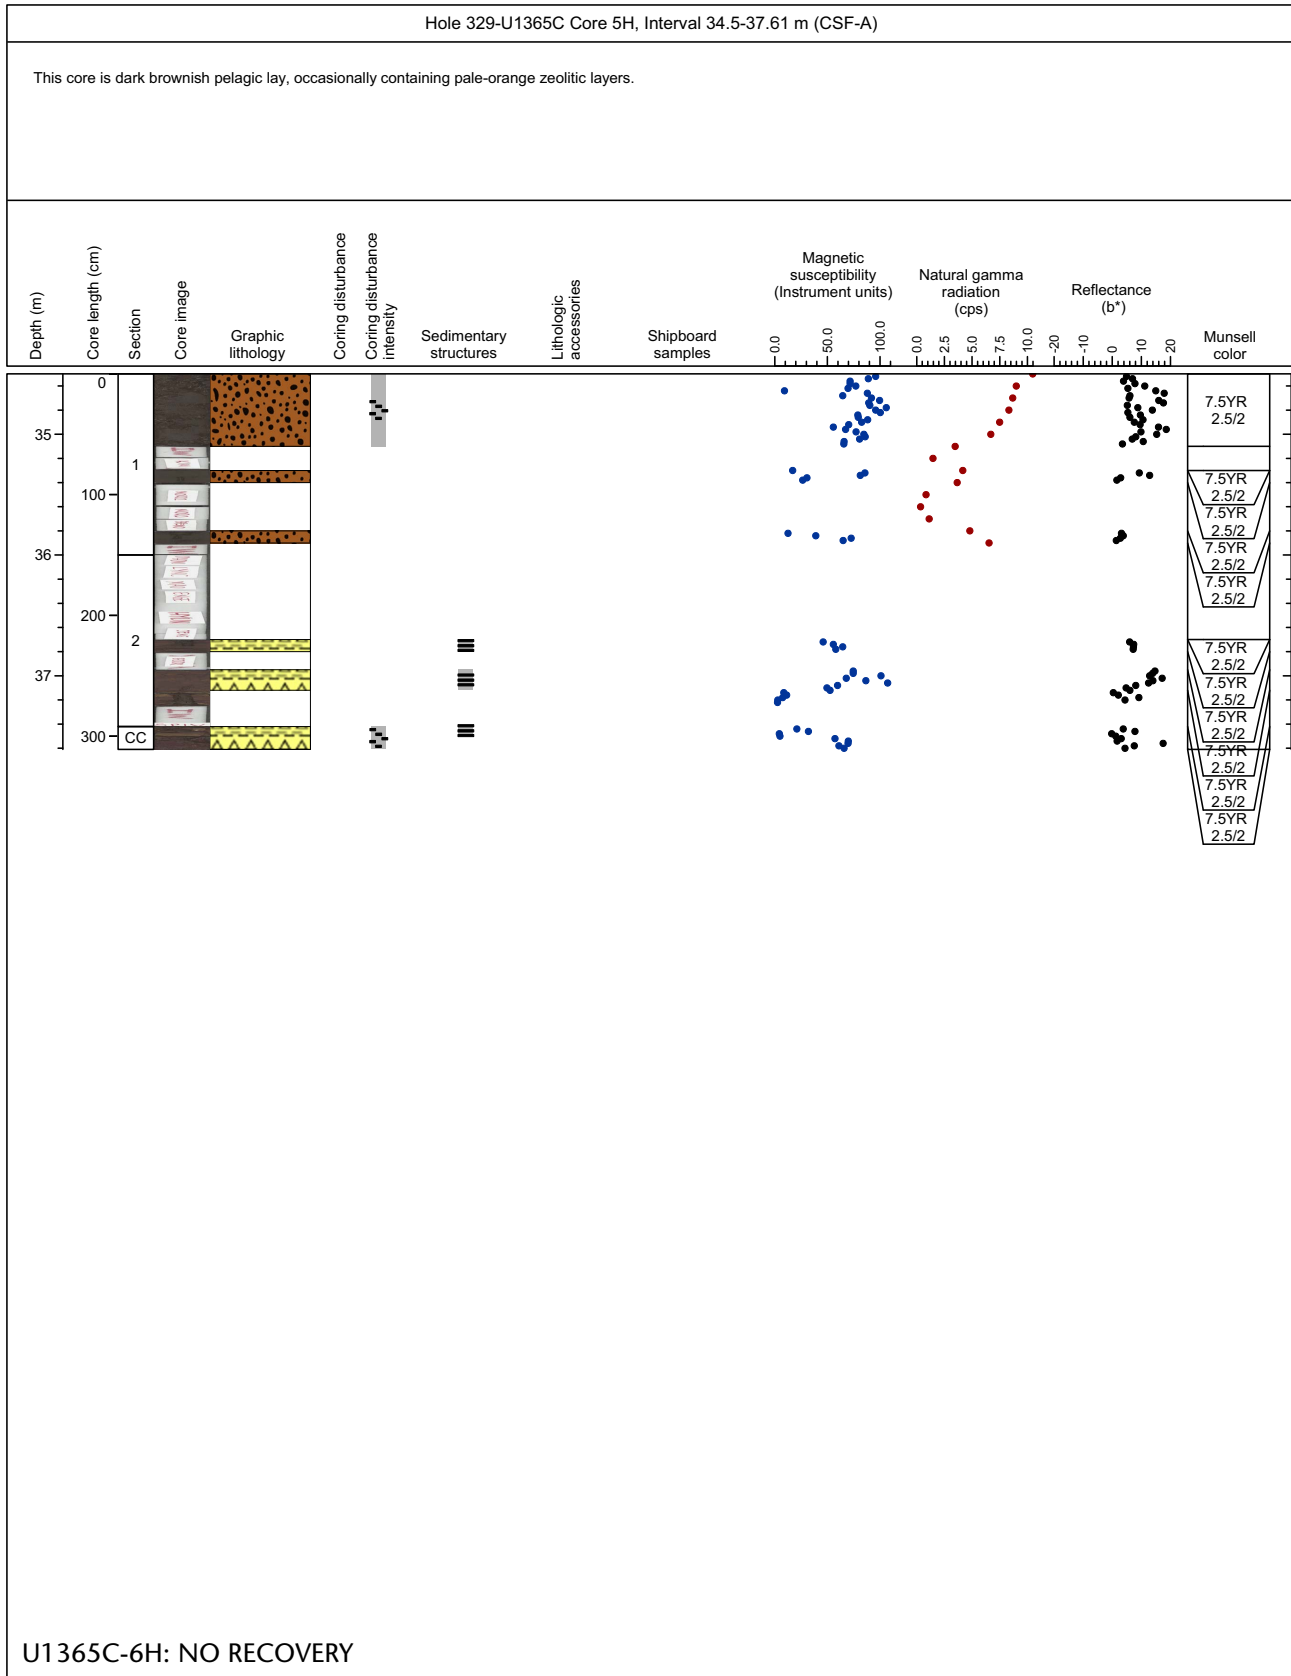 Hole 329-U1365C Core 5H, Interval 34.5-37.61 m (CSF-A)
This core is dark brownish pelagic lay, occasionally containing pale-orange zeolitic layers.
Depth (m)
Core length (cm)
Section
Core image
Graphic
lithology
Coring disturbance
Coring disturbance
intensity
Sedimentary
structures
Lithologic
accessories
Shipboard
samples
Magnetic
susceptibility
(Instrument units)
0.0 50.0 100.0
Natural gamma
radiation
(cps)
0.0 2.5 5.0 7.5 10.0
Reflectance
(b*)
-20 -10 0 10 20
Munsell
color
0
100
200
300
35
36
37
1
2
CC
7.5YR
2.5/2
7.5YR
2.5/2
7.5YR
2.5/2
7.5YR
2.5/2
7.5YR
2.5/2
7.5YR
2.5/2
7.5YR
2.5/2
7.5YR
2.5/2
7.5YR
2.5/2
7.5YR
2.5/2
7.5YR
2.5/2
U1365C-6H: NO RECOVERY